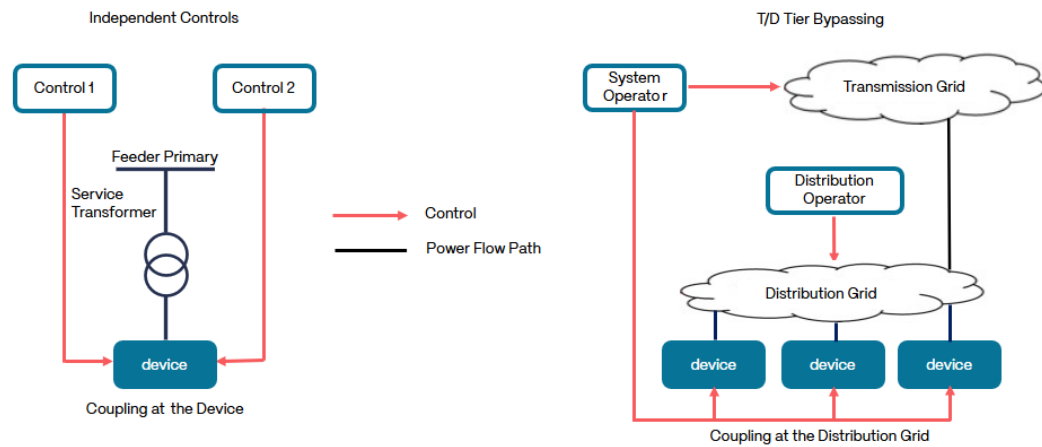 Independent Controls
Control 1
Control 2
Feeder Primary
Service
Transformer
device
Coupling at the Device
Control
Power Flow Path
T/D Tier Bypassing
System
Operator
Transmission Grid
Distribution
Operator
Distribution Grid
device
device
device
Coupling at the Distribution Grid